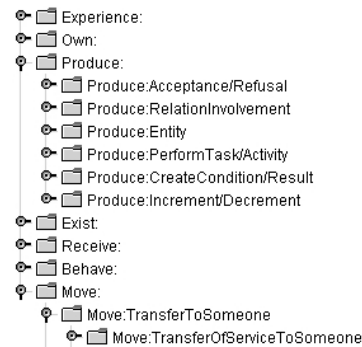 Experience:
Own:
Produce:
Produce:Acceptance/Refusal
Produce:RelationInvolvement
Produce:Entity
Produce:PerformTask/Activity
Produce:CreateCondition/Result
Produce:Increment/Decrement
Exist:
Receive:
Behave:
Move:
Move:TransferToSomeone
Move:TransferOfServiceToSomeone